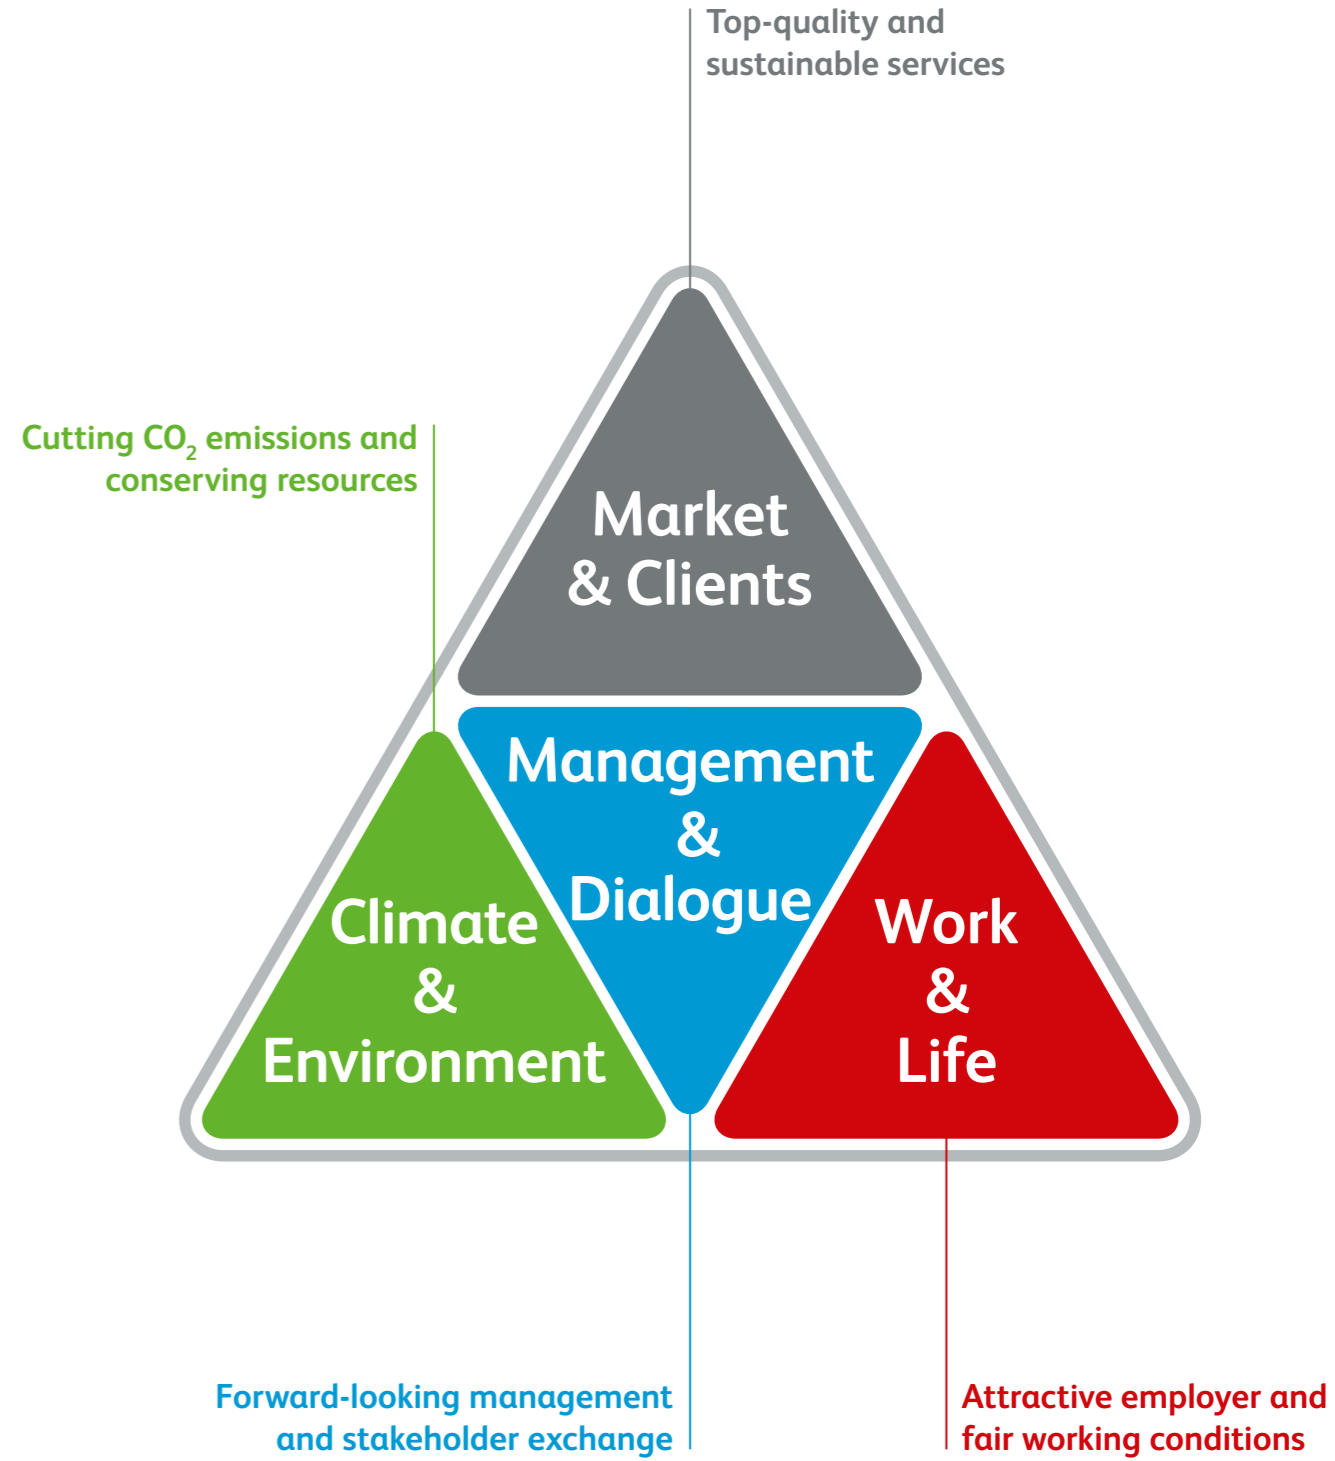 Top-quality and
sustainable services
Cutting CO₂ emissions and
conserving resources
Market
& Clients
Management
&
Dialogue
Climate
&
Environment
Work
&
Life
Forward-looking management
and stakeholder exchange
Attractive employer and
fair working conditions